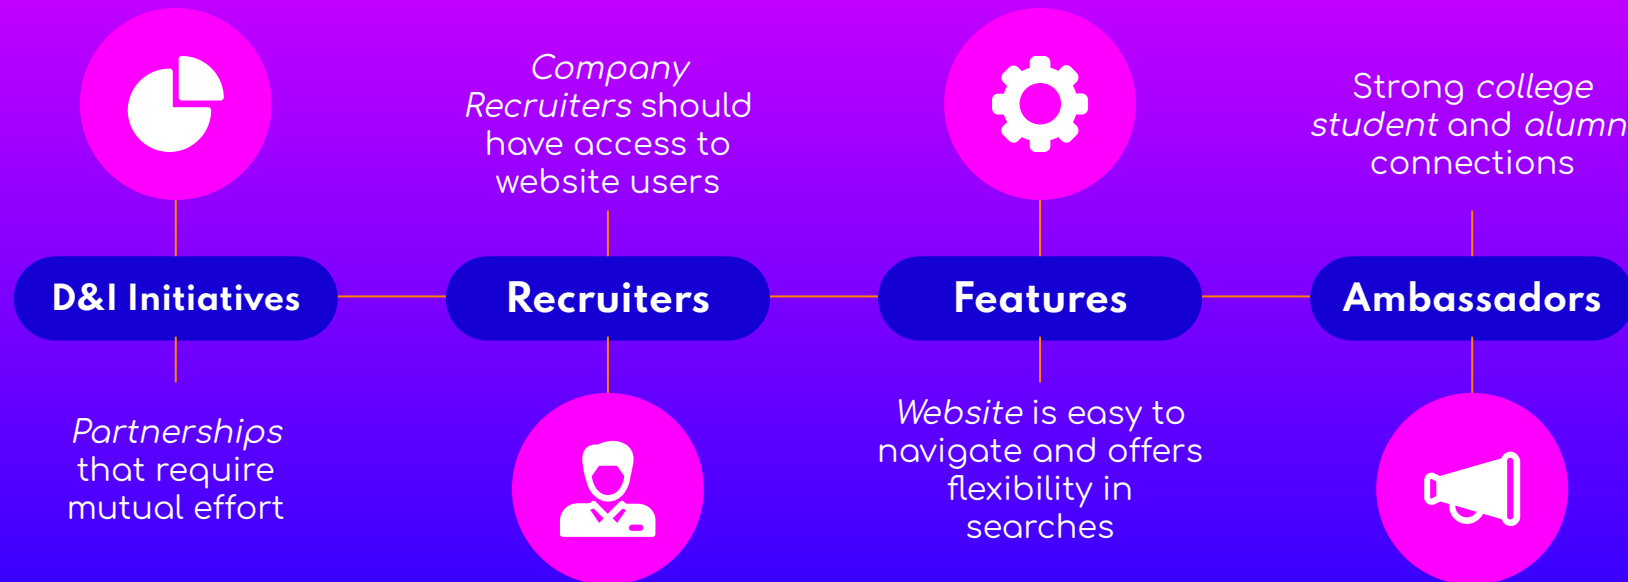 D&I Initiatives
Partnerships
that require
mutual effort
Company
Recruiters should
have access to
website users
Recruiters
Features
Website is easy to
navigate and offers
flexibility in
searches
Strong college
student and alumn
connections
Ambassadors